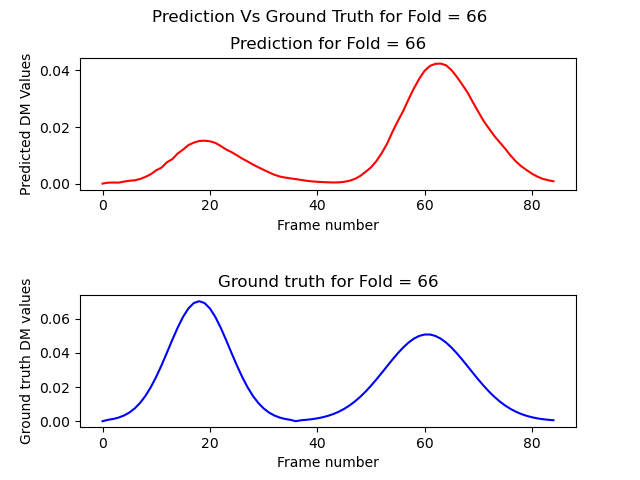 Prediction Vs Ground Truth for Fold = 66
Prediction for Fold = 66
Predicted DM Values
0.04
0.02
0.00
0 20 40 60 80
Frame number
Ground truth for Fold = 66
Ground truth DM values
0.06
0.04
0.02
0.00
0 20 40 60 80
Frame number